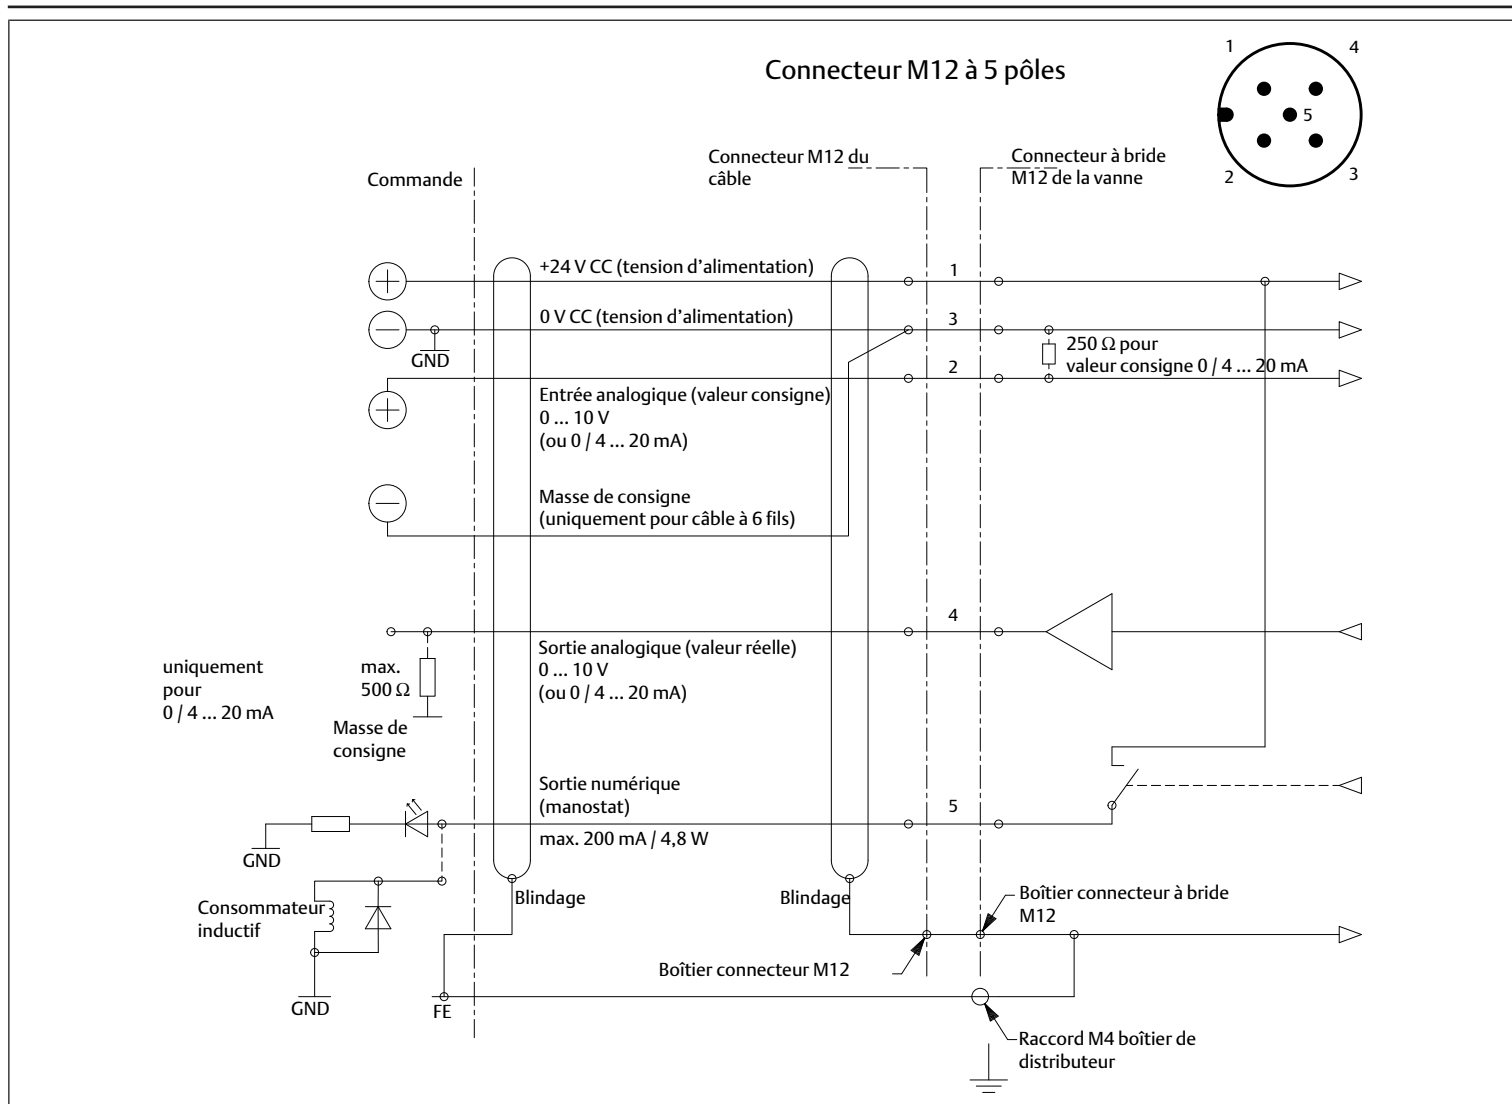 Connecteur M12 à 5 pôles
1
4
5
2
3
Commande
Connecteur M12 du
câble
Connecteur à bride
M12 de la vanne
+24 V CC (tension d'alimentation)
1
0 V CC (tension d'alimentation)
3
GND
250 Ω pour
valeur consigne 0 / 4 ... 20 mA
2
Entrée analogique (valeur consigne)
0 ... 10 V
(ou 0 / 4 ... 20 mA)
Masse de consigne
(uniquement pour câble à 6 fils)
4
Sortie analogique (valeur réelle)
0 ... 10 V
(ou 0 / 4 ... 20 mA)
uniquement
pour
0 / 4 ... 20 mA
max.
500 Ω
Masse de
consigne
Sortie numérique
(manostat)
5
max. 200 mA / 4,8 W
GND
Blindage
Blindage
Consommateur
inductif
GND
Boîtier connecteur à bride
M12
Boîtier connecteur M12
FE
Raccord M4 boîtier de
distributeur